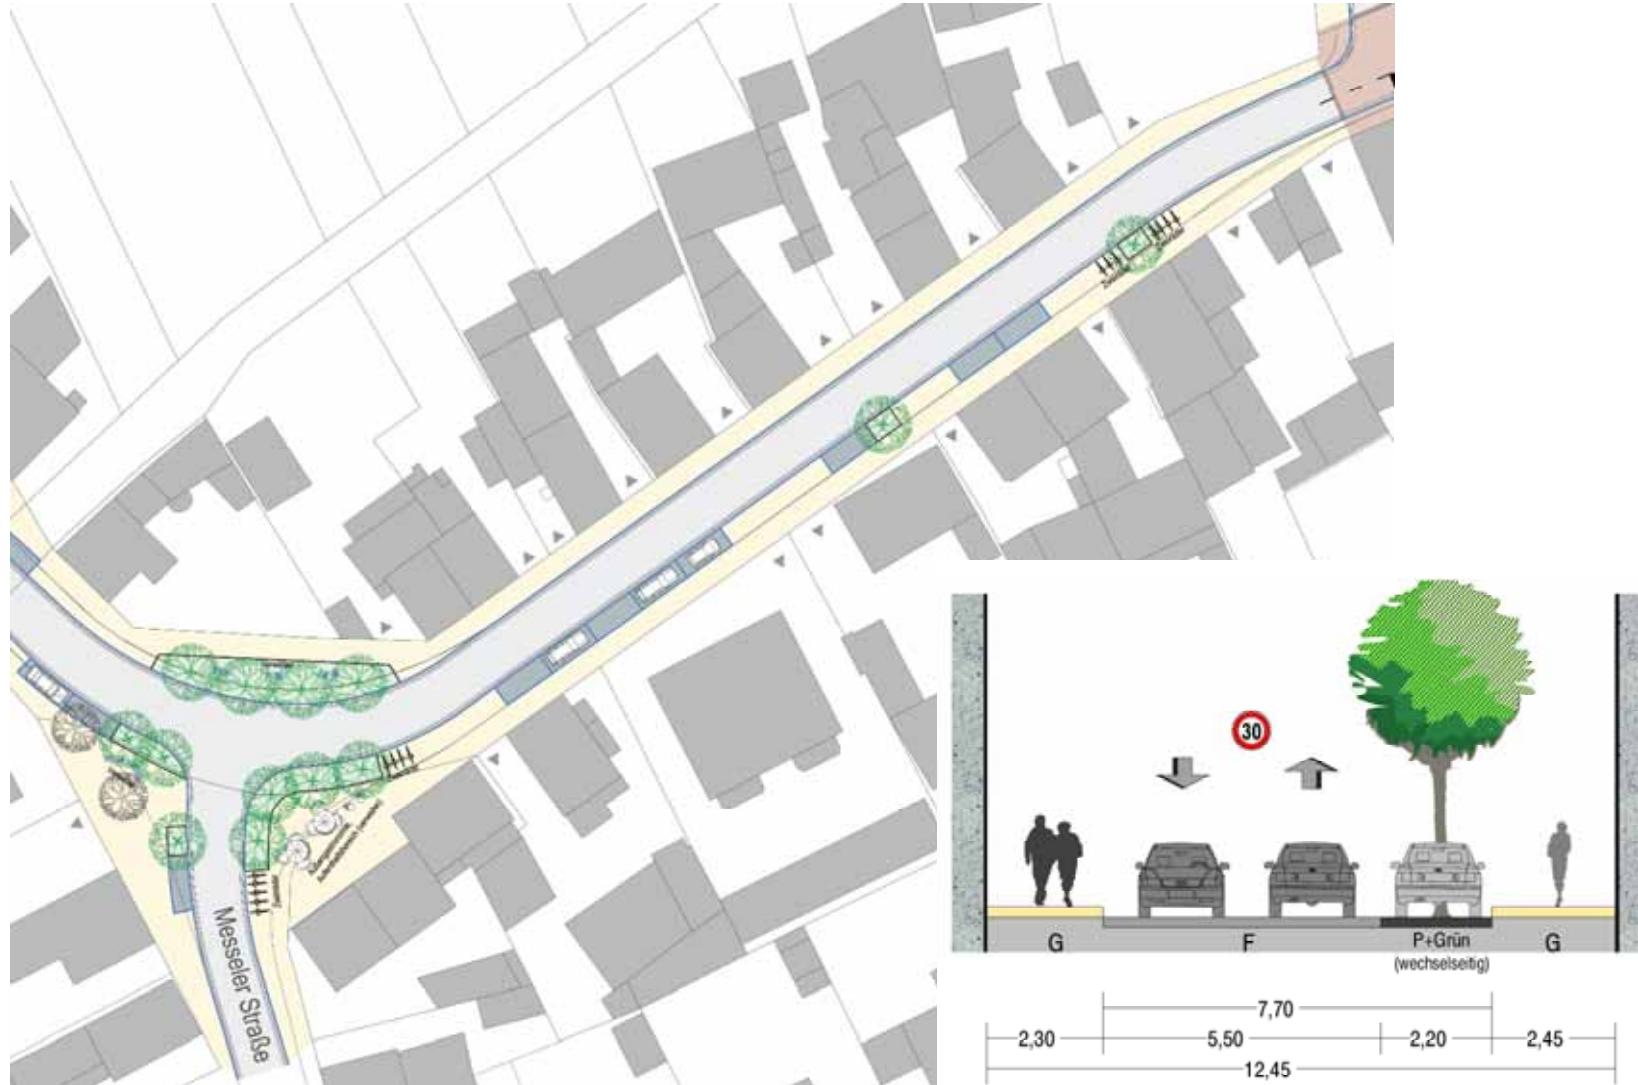 Messeler Straße
30
G
F
P+Grün
(wechselseitig)
G
7,70
2,30
5,50
2,20
2,45
12,45